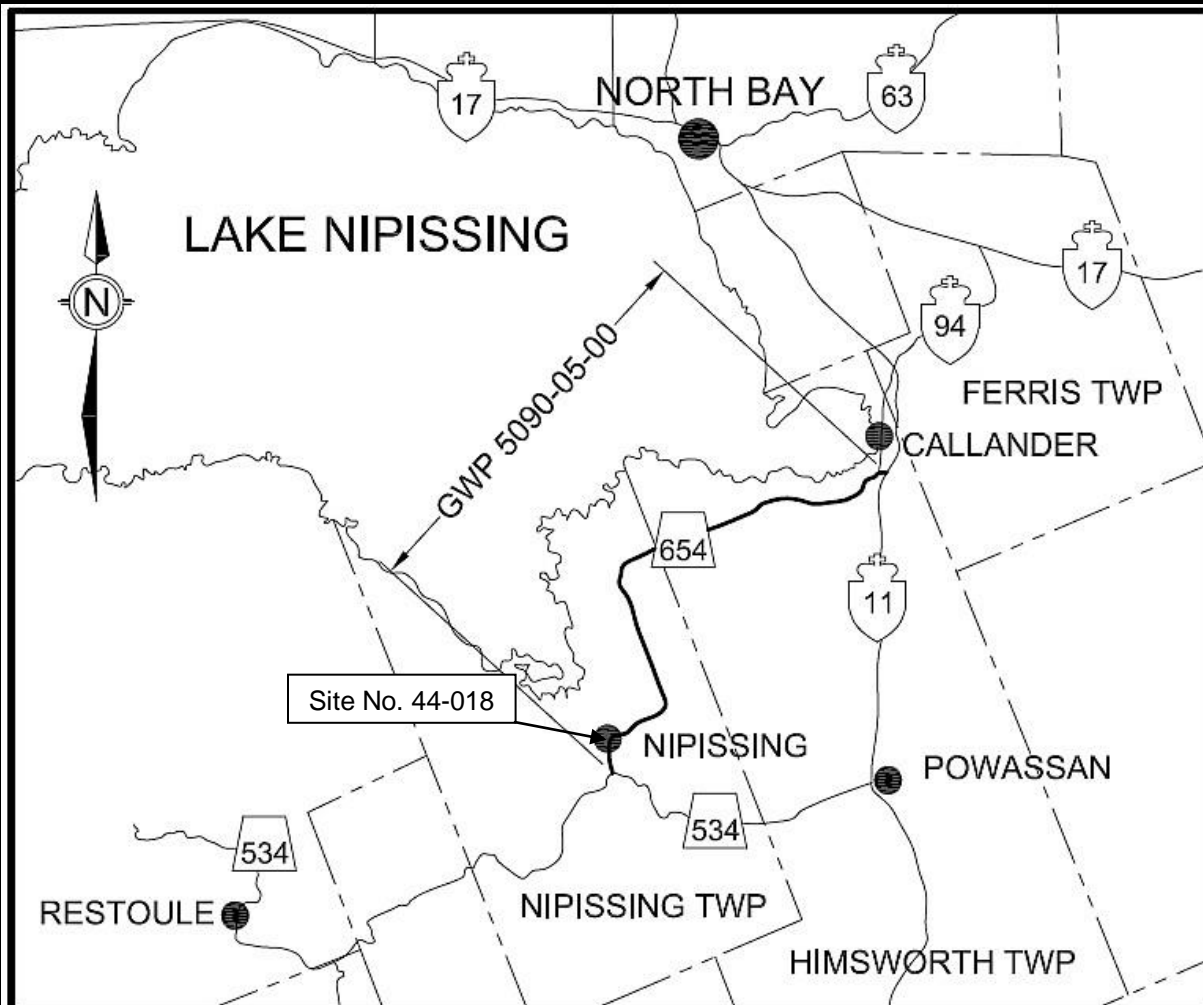 NORTH BAY
17
63
LAKE NIPISSING
17
N
94
GWP 5090-05-00
FERRIS TWP
CALLANDER
654
11
Site No. 44-018
NIPISSING
POWASSAN
534
534
NIPISSING TWP
RESTOULE
HIMSWORTH TWP